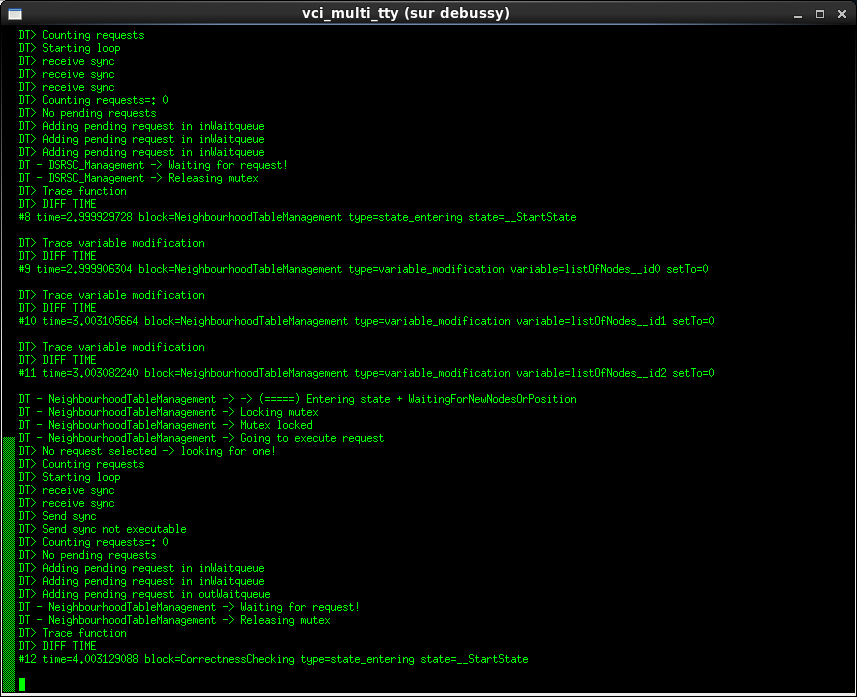 vci_multi_tty (sur debussy)
DT> Counting requests
DT> Starting loop
DT> receive sync
DT> receive sync
DT> receive sync
DT> Counting requests=: 0
DT> No pending requests
DT> Adding pending request in inWaitqueue
DT> Adding pending request in inWaitqueue
DT> Adding pending request in inWaitqueue
DT - DSRSC_Management -> Waiting for request!
DT - DSRSC_Management -> Releasing mutex
DT> Trace function
DT> DIFF TIME
#8 time=2.999929728 block=NeighbourhoodTableManagement type=state_entering state=__StartState
DT> Trace variable modification
DT> DIFF TIME
#9 time=2.999906304 block=NeighbourhoodTableManagement type=variable_modification variable=listOfNodes__id0 setTo=0
DT> Trace variable modification
DT> DIFF TIME
#10 time=3.003105664 block=NeighbourhoodTableManagement type=variable_modification variable=listOfNodes__id1 setTo=0
DT> Trace variable modification
DT> DIFF TIME
#11 time=3.003082240 block=NeighbourhoodTableManagement type=variable_modification variable=listOfNodes__id2 setTo=0
DT - NeighbourhoodTableManagement -> -> (=====) Entering state + WaitingForNewNodesOrPosition
DT - NeighbourhoodTableManagement -> Locking mutex
DT - NeighbourhoodTableManagement -> Mutex locked
DT - NeighbourhoodTableManagement -> Going to execute request
DT> No request selected -> looking for one!
DT> Counting requests
DT> Starting loop
DT> receive sync
DT> receive sync
DT> Send sync
DT> Send sync not executable
DT> Counting requests=: 0
DT> No pending requests
DT> Adding pending request in inWaitqueue
DT> Adding pending request in inWaitqueue
DT> Adding pending request in outWaitqueue
DT - NeighbourhoodTableManagement -> Waiting for request!
DT - NeighbourhoodTableManagement -> Releasing mutex
DT> Trace function
DT> DIFF TIME
#12 time=4.003129088 block=CorrectnessChecking type=state_entering state=__StartState